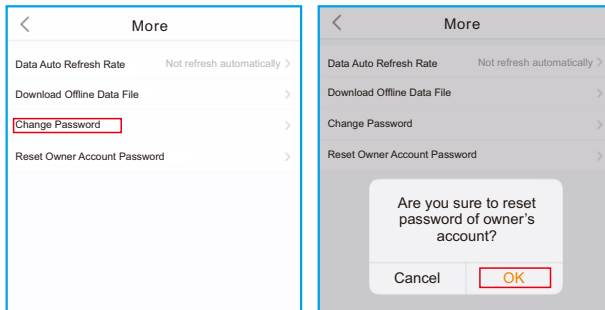 More
Data Auto Refresh Rate Not refresh automatically
Download Offline Data File
Change Password
Reset Owner Account Password
More
Data Auto Refresh Rate Not refresh automatically
Download Offline Data File
Change Password
Reset Owner Account Password
Are you sure to reset
password of owner's
account?
Cancel OK